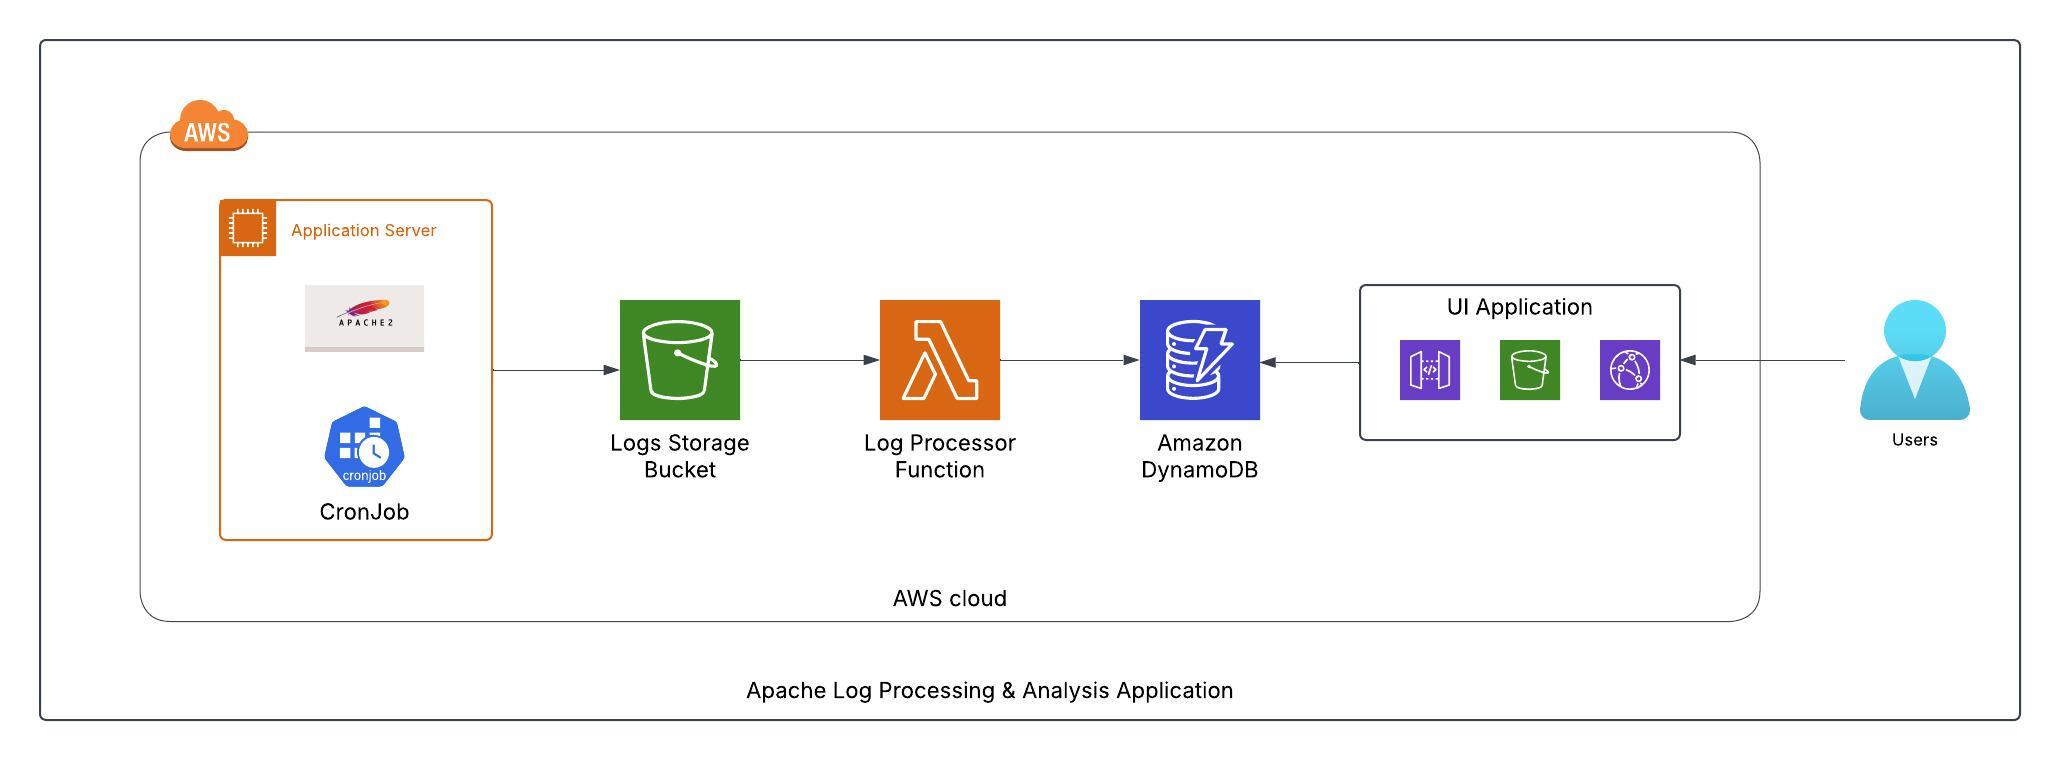 AWS
Application Server
APACHE2
cronjob
CronJob
Logs Storage
Bucket
Log Processor
Function
Amazon
DynamoDB
UI Application
Users
AWS cloud
Apache Log Processing & Analysis Application